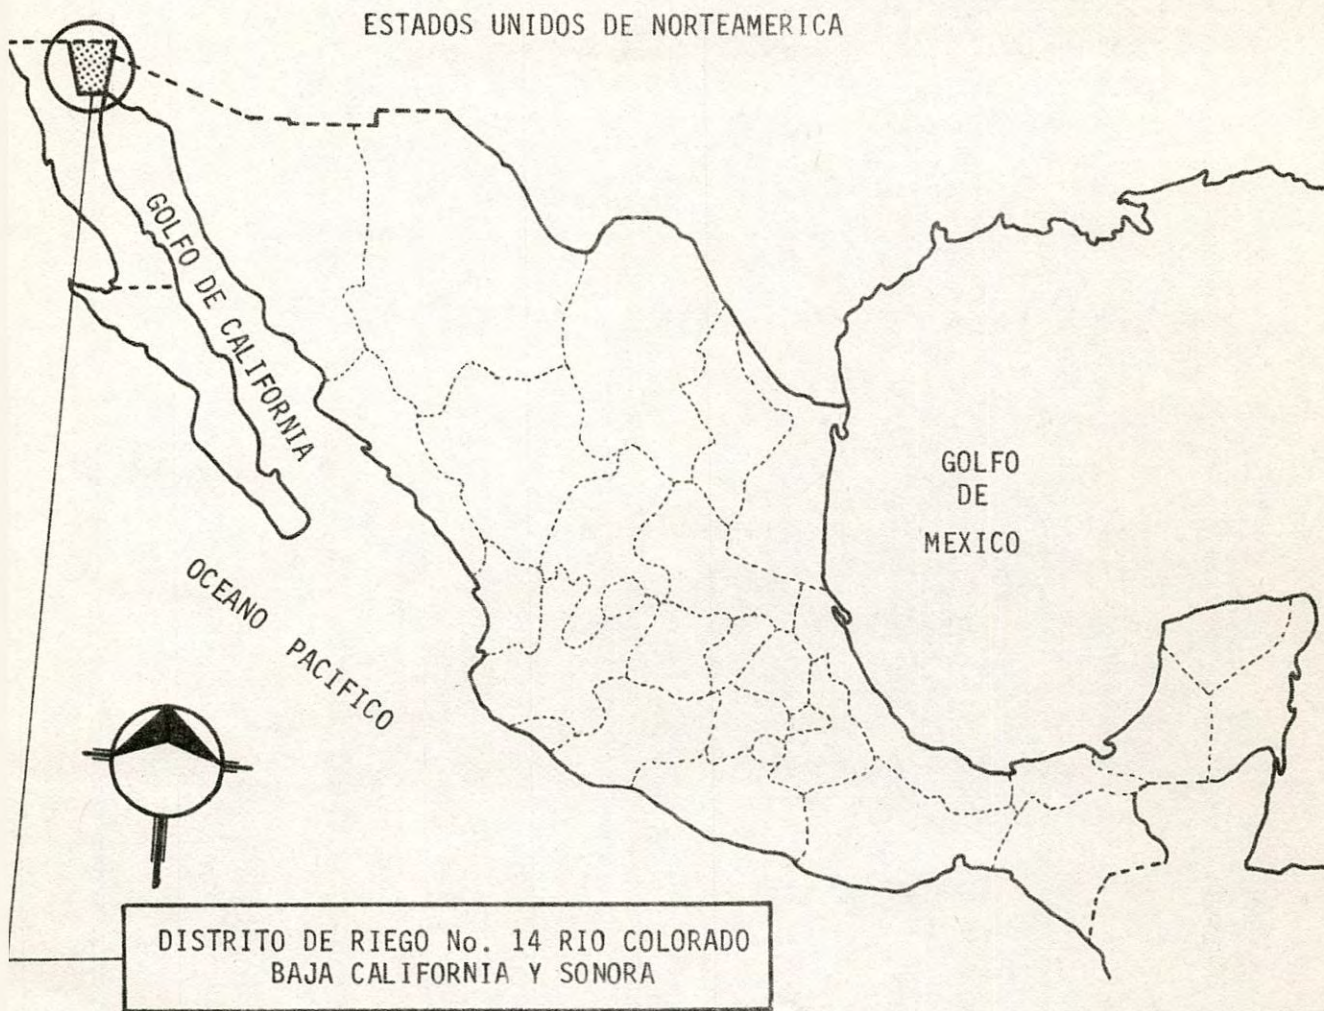 ESTADOS UNIDOS DE NORTEAMERICA
GOLFO DE CALIFORNIA
GOLFO
DE
MEXICO
OCEANO PACIFICO
DISTRITO DE RIEGO No. 14 RIO COLORADO
BAJA CALIFORNIA Y SONORA